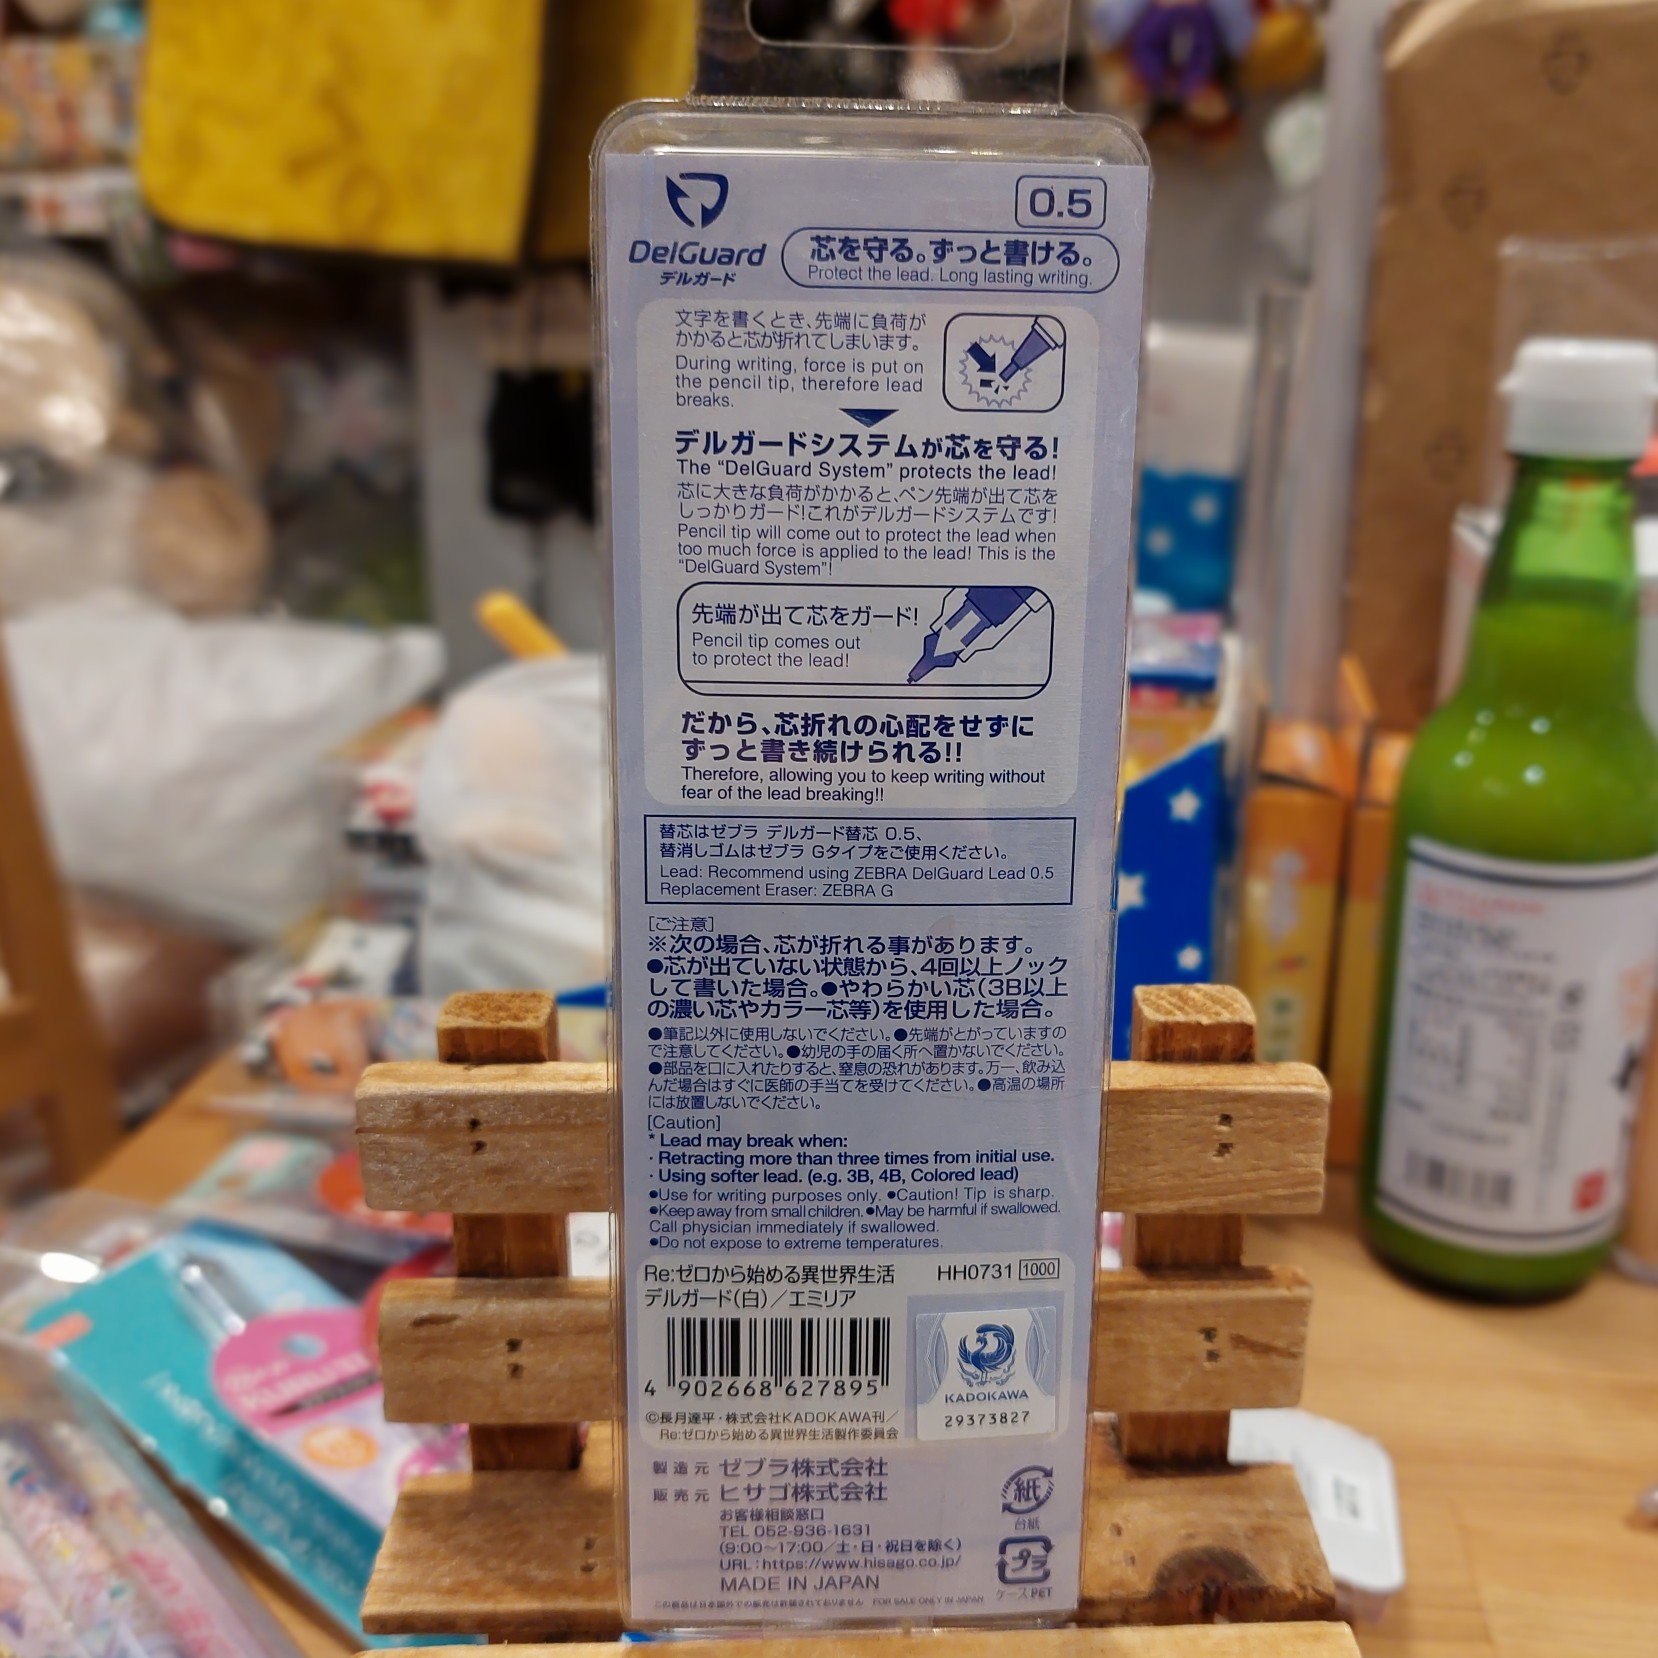 0.5
DelGuard
デルガード
芯を守る。ずっと書ける。
Protect the lead. Long lasting writing.
文字を書くとき、先端に負荷が
かかると芯が折れてしまいます。
During writing, force is put on
the pencil tip, therefore lead
breaks.
デルガードシステムが芯を守る!
The “DelGuard System” protects the lead!
芯に大きな負荷がかかると、ペン先端が出て芯を
しっかりガード!これがデルガードシステムです!
Pencil tip will come out to protect the lead when
too much force is applied to the lead! This is the
“DelGuard System”!
先端が出て芯をガード!
Pencil tip comes out
to protect the lead!
だから、芯折れの心配をせずに
ずっと書き続けられる!!
Therefore, allowing you to keep writing without
fear of the lead breaking!!
替芯はゼブラ デルガード替芯 0.5、
替消しゴムはゼブラ Gタイプをご使用ください。
Lead: Recommend using ZEBRA DelGuard Lead 0.5
Replacement Eraser: ZEBRA G
[ご注意]
※次の場合、芯が折れる事があります。
●芯が出ていない状態から、4回以上ノック
して書いた場合。●やわらかい芯(3B以上
の濃い芯やカラー芯等)を使用した場合。
●筆記以外に使用しないでください。●先端がとがっていますの
で注意してください。●幼児の手の届く所へ置かないでください。
●部品を口に入れたりすると、窒息の恐れがあります。万一、飲み込
んだ場合はすぐに医師の手当てを受けてください。●高温の場所
には放置しないでください。
[Caution]
* Lead may break when:
· Retracting more than three times from initial use.
· Using softer lead. (e.g. 3B, 4B, Colored lead)
●Use for writing purposes only. ●Caution! Tip is sharp.
●Keep away from small children. ●May be harmful if swallowed.
Call physician immediately if swallowed.
●Do not expose to extreme temperatures.
Re:ゼロから始める異世界生活 HH0731 1000
デルガード(白)/エミリア
4 902668 627895
KADOKAWA
29373827
©長月達平・株式会社KADOKAWA刊/
Re:ゼロから始める異世界生活製作委員会
製造元 ゼブラ株式会社
販売元 ヒサゴ株式会社
お客様相談窓口
TEL 052-936-1631
(9:00～17:00/土・日・祝日を除く)
URL:https://www.hisago.co.jp/
MADE IN JAPAN
紙
台紙
プラ
ケースPET
この商品は日本国外での販売は許諾されておりません FOR SALE ONLY IN JAPAN